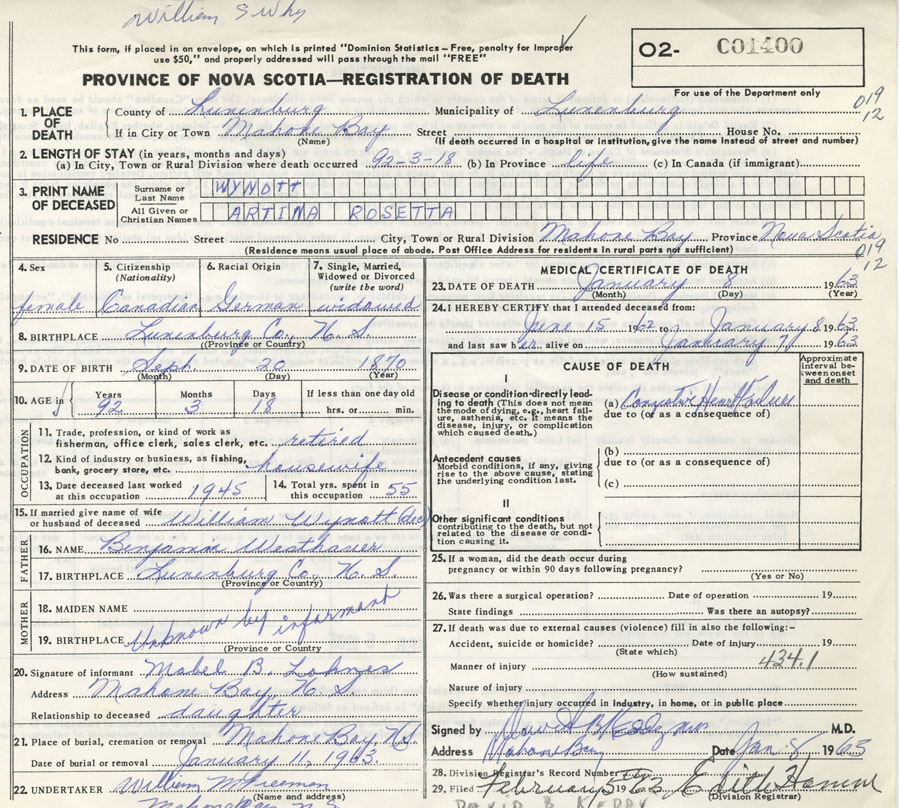 William S Why
This form, if placed in an envelope, on which is printed "Dominion Statistics – Free, penalty for Improper
use $50," and properly addressed will pass through the mail "FREE"
O2- C01400
PROVINCE OF NOVA SCOTIA—REGISTRATION OF DEATH
For use of the Department only
019
12
1. PLACE OF DEATH County of Lunenburg Municipality of Lunenburg
If in City or Town Mahone Bay Street House No.
(Name) (If death occurred in a hospital or institution, give the name instead of street and number)
2. LENGTH OF STAY (in years, months and days)
(a) In City, Town or Rural Division where death occurred 92-3-18 (b) In Province life (c) In Canada (if immigrant)
3. PRINT NAME OF DECEASED Surname or Last Name WYNOTT
All Given or Christian Names ARTINA ROSETTA
RESIDENCE No Street City, Town or Rural Division Mahone Bay Province Nova Scotia
(Residence means usual place of abode. Post Office Address for residents in rural parts not sufficient)
019
12
4. Sex 5. Citizenship (Nationality) 6. Racial Origin 7. Single, Married, Widowed or Divorced (write the word)
female Canadian German widowed
8. BIRTHPLACE Lunenburg Co., N.S.
(Province or Country)
9. DATE OF BIRTH Sept. 20 1870
(Month) (Day) (Year)
10. AGE Years Months Days If less than one day old
92 3 18 hrs. or min.
OCCUPATION
11. Trade, profession, or kind of work as
fisherman, office clerk, sales clerk, etc. retired
12. Kind of industry or business, as fishing,
bank, grocery store, etc. housewife
13. Date deceased last worked at this occupation 1945 14. Total yrs. spent in this occupation 55
15. If married give name of wife
or husband of deceased William Wynott (dec)
FATHER
16. NAME Benjamin Westhaver
17. BIRTHPLACE Lunenburg Co., N.S.
(Province or Country)
MOTHER
18. MAIDEN NAME
19. BIRTHPLACE Unknown by informant
(Province or Country)
20. Signature of informant Mabel B. Lohnes
Address Mahone Bay, N.S.
Relationship to deceased daughter
21. Place of burial, cremation or removal Mahone Bay, N.S.
Date of burial or removal January 11, 1963.
22. UNDERTAKER William M Freeman
(Name and address)
Mahone Bay N.S.
MEDICAL CERTIFICATE OF DEATH
23. DATE OF DEATH January 8 1963
(Month) (Day) (Year)
24. I HEREBY CERTIFY that I attended deceased from:
June 15 1962 to January 8 1963
and last saw her alive on January 7 1963
CAUSE OF DEATH
Approximate interval between onset and death
I
Disease or condition directly leading to death (This does not mean
the mode of dying, e.g., heart failure, asthenia, etc. It means the
disease, injury, or complication
which caused death.)
(a) Congestive Heart Failure
due to (or as a consequence of)
Antecedent causes
Morbid conditions, if any, giving
rise to the above cause, stating
the underlying condition last.
(b)
due to (or as a consequence of)
(c)
II
Other significant conditions
contributing to the death, but not
related to the disease or condition causing it.
25. If a woman, did the death occur during
pregnancy or within 90 days following pregnancy?
(Yes or No)
26. Was there a surgical operation? Date of operation 19
State findings Was there an autopsy?
27. If death was due to external causes (violence) fill in also the following:-
Accident, suicide or homicide? Date of injury 19
(State which)
434.1
Manner of injury
(How sustained)
Nature of injury
Specify whether injury occurred in industry, in home, or in public place
Signed by M.D.
Address Mahone Bay Date Jan 8 1963
28. Division Registrar's Record Number
29. Filed February 5 Edith
(Division Registrar)
DAVID B KEDDY